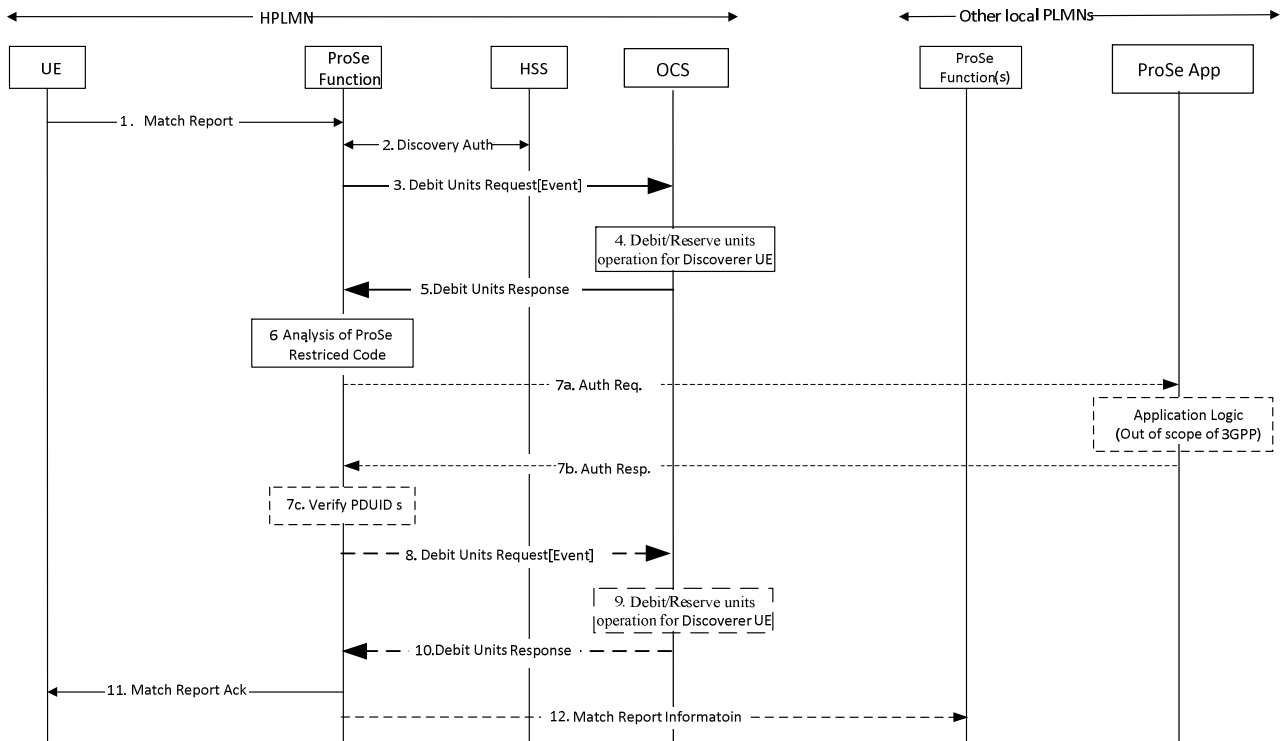 HPLMN
Other local PLMNs
UE
ProSe
Function
HSS
OCS
ProSe
Function(s)
ProSe App
1. Match Report
2. Discovery Auth
3. Debit Units Request[Event]
4. Debit/Reserve units
operation for Discoverer UE
5.Debit Units Response
6 Analysis of ProSe
Restriced Code
7a. Auth Req.
Application Logic
(Out of scope of 3GPP)
7b. Auth Resp.
7c. Verify PDUID s
8. Debit Units Request[Event]
9. Debit/Reserve units
operation for Discoverer UE
10.Debit Units Response
11. Match Report Ack
12. Match Report Informatoin